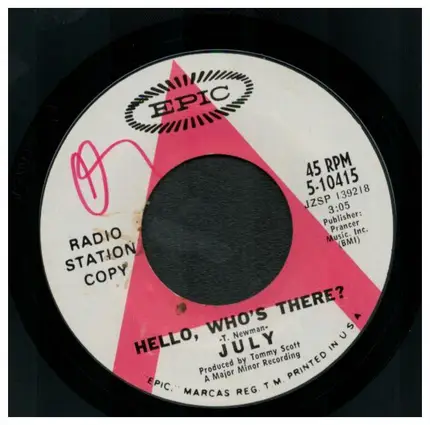 EPIC
45 RPM
5-10415
JZSP 139218
3:05
Publisher:
Prancer
Music, Inc.
(BMI)
RADIO
STATION
COPY
HELLO, WHO'S THERE?
-T. Newman-
JULY
Produced by Tommy Scott
A Major Minor Recording
"EPIC," MARCAS REG. T.M. PRINTED IN U.S.A.